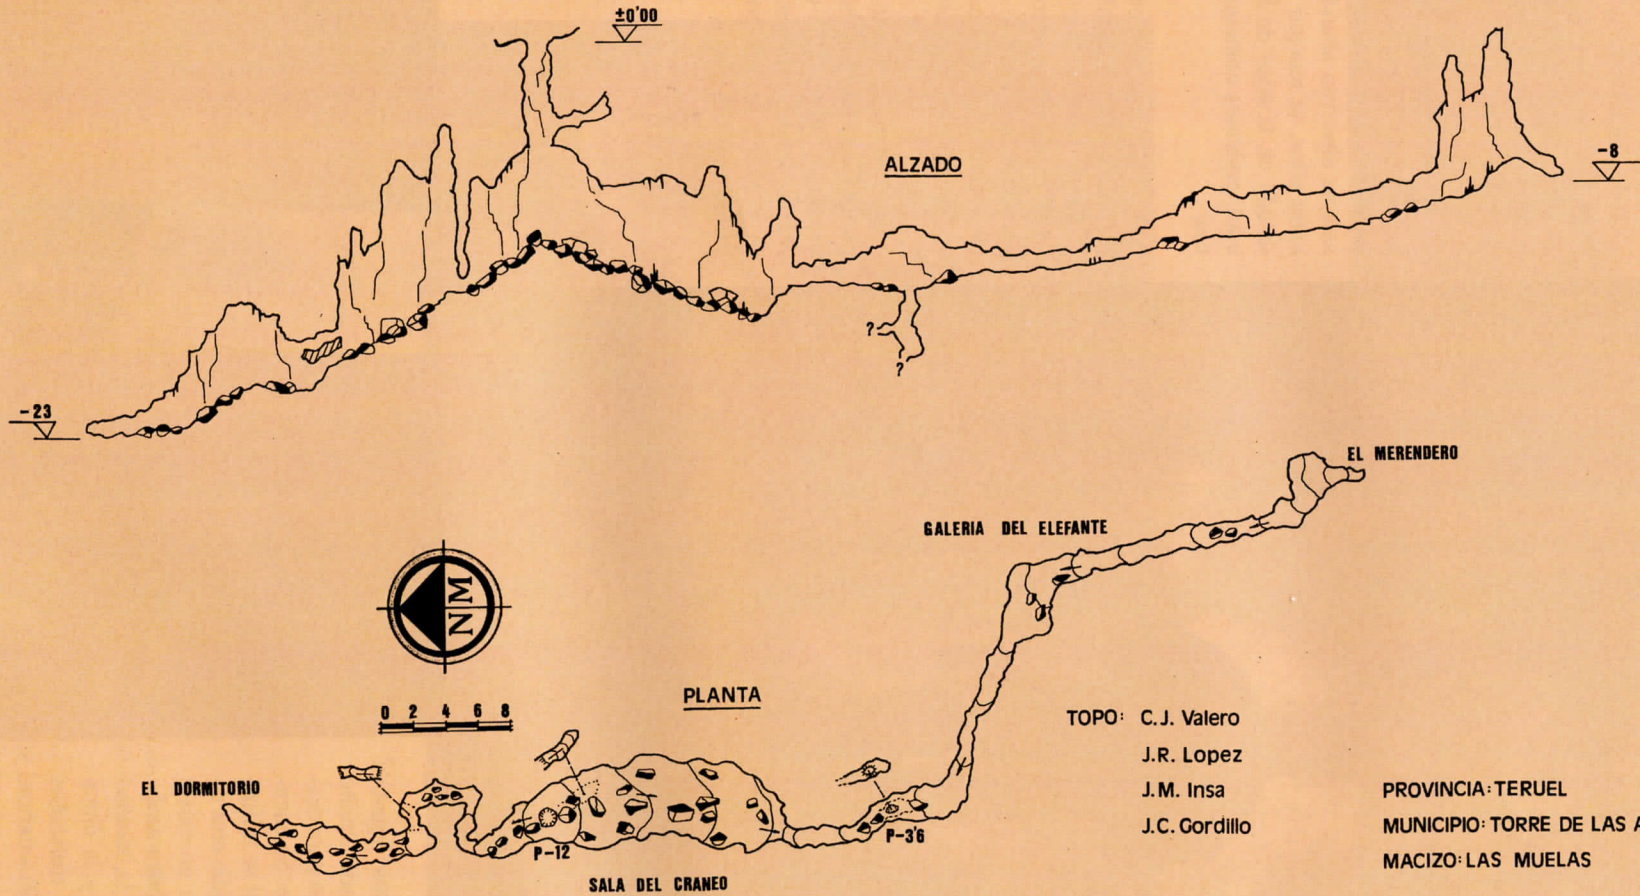 ±0'00
ALZADO
-8
?
?
-23
EL MERENDERO
GALERIA DEL ELEFANTE
NM
0 2 4 6 8
PLANTA
EL DORMITORIO
P-12
P-3'6
SALA DEL CRANEO
TOPO: C.J. Valero
J.R. Lopez
J.M. Insa
J.C. Gordillo
PROVINCIA: TERUEL
MUNICIPIO: TORRE DE LAS A
MACIZO: LAS MUELAS